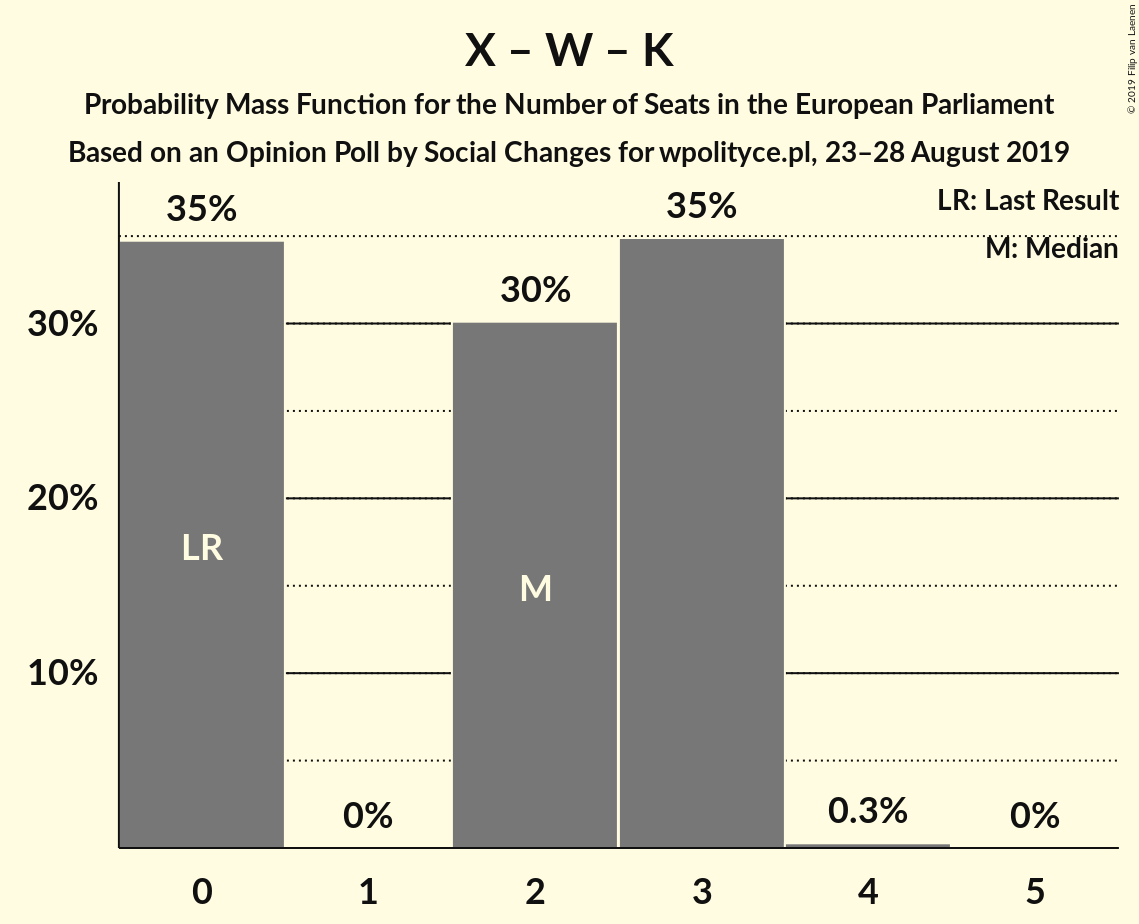 X – W – K
Probability Mass Function for the Number of Seats in the European Parliament
Based on an Opinion Poll by Social Changes for wpolityce.pl, 23–28 August 2019
© 2019 Filip van Laenen
LR: Last Result
M: Median
35%
0%
30%
35%
0.3%
0%
LR
M
30%
20%
10%
0 1 2 3 4 5